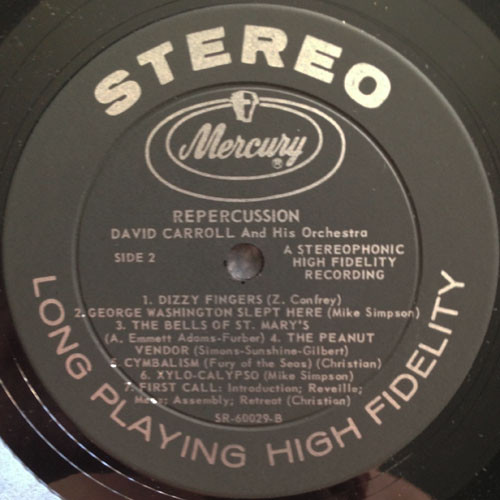 STEREO
Mercury
®
REPERCUSSION
DAVID CARROLL And His Orchestra
SIDE 2
A STEREOPHONIC
HIGH FIDELITY
RECORDING
1. DIZZY FINGERS (Z. Confrey)
2. GEORGE WASHINGTON SLEPT HERE (Mike Simpson)
3. THE BELLS OF ST. MARY'S
(A. Emmett Adams-Furber) 4. THE PEANUT
VENDOR (Simons-Sunshine-Gilbert)
5. CYMBALISM (Fury of the Seas) (Christian)
6. XYLO-CALYPSO (Mike Simpson)
7. FIRST CALL: Introduction; Reveille;
Mess; Assembly; Retreat (Christian)
SR-60029-B
LONG PLAYING HIGH FIDELITY